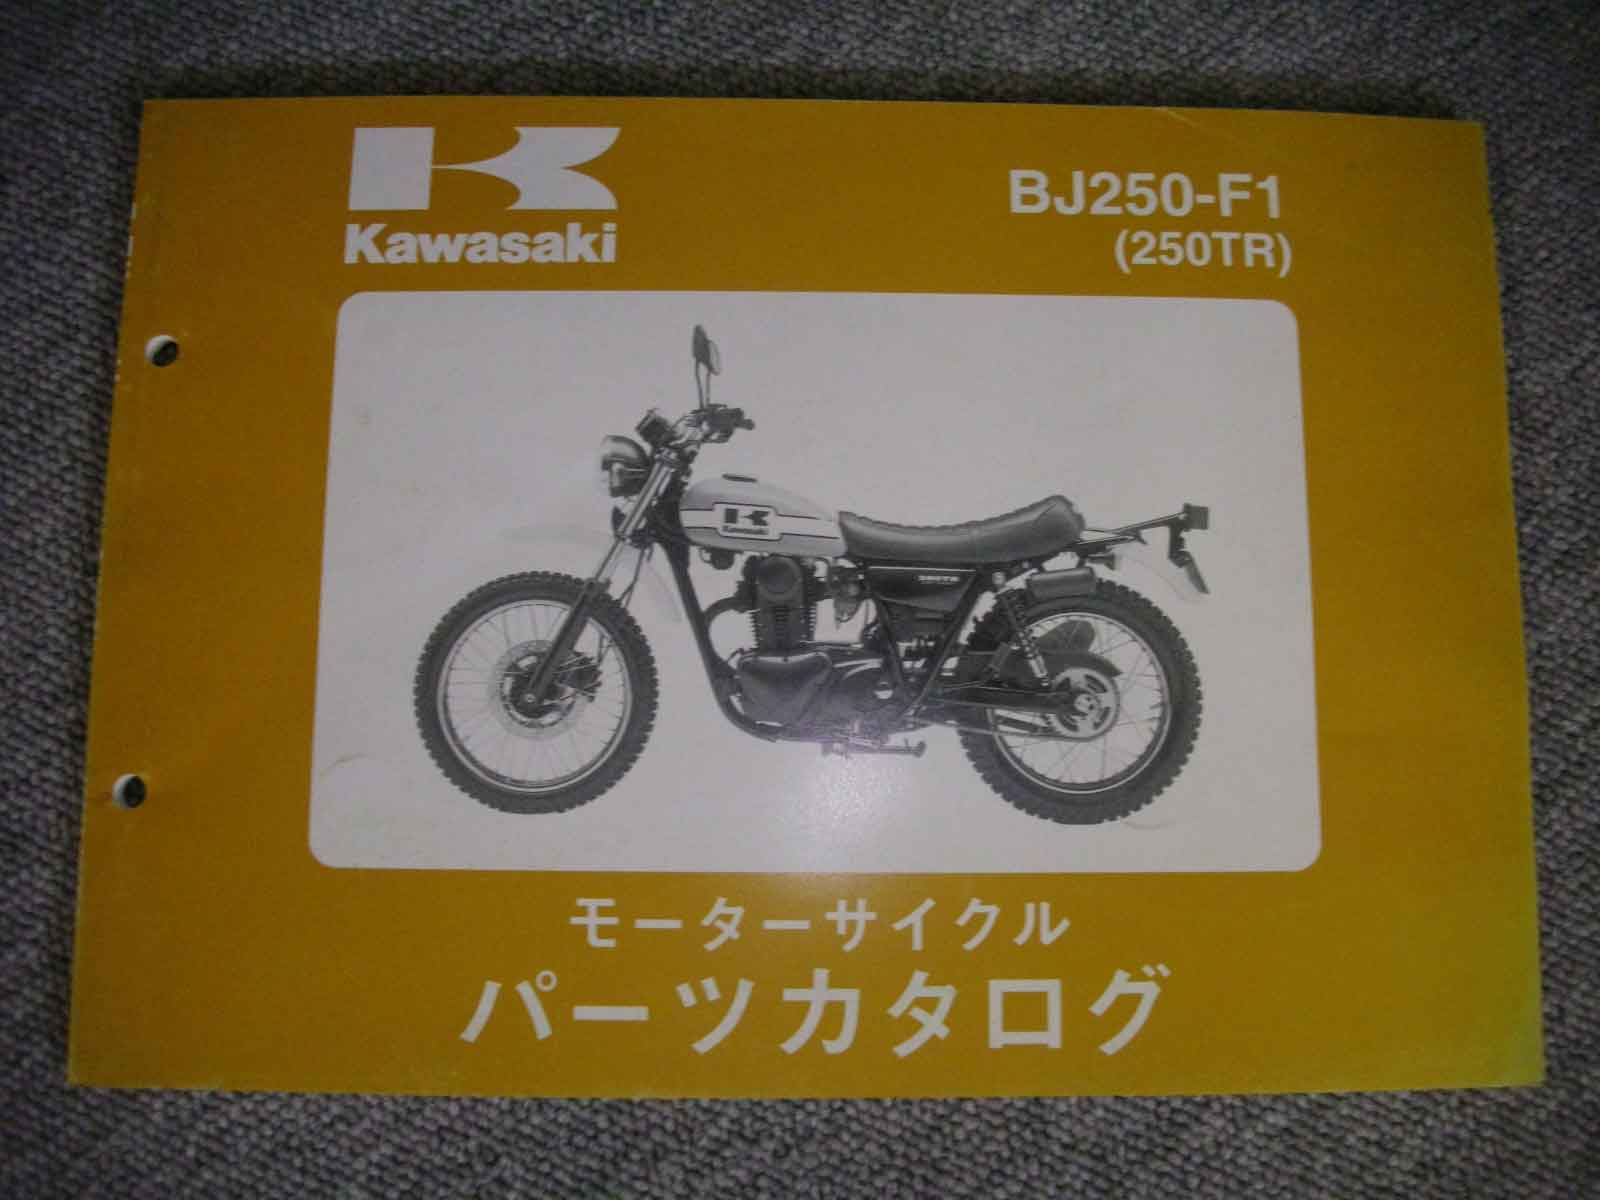 Kawasaki
BJ250-F1
(250TR)
Kawasaki
250TR
モーターサイクル
パーツカタログ